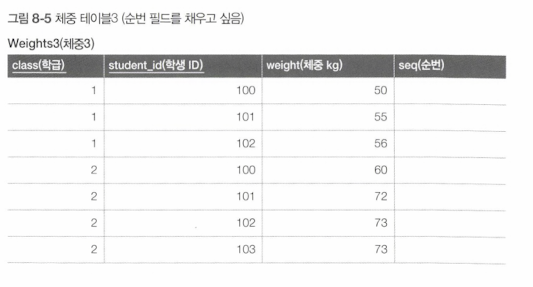 그림 8-5 체중 테이블3 (순번 필드를 채우고 싶음)
Weights3(체중3)
class(학급) student_id(학생 ID) weight(체중 kg) seq(순번)
1 100 50
1 101 55
1 102 56
2 100 60
2 101 72
2 102 73
2 103 73